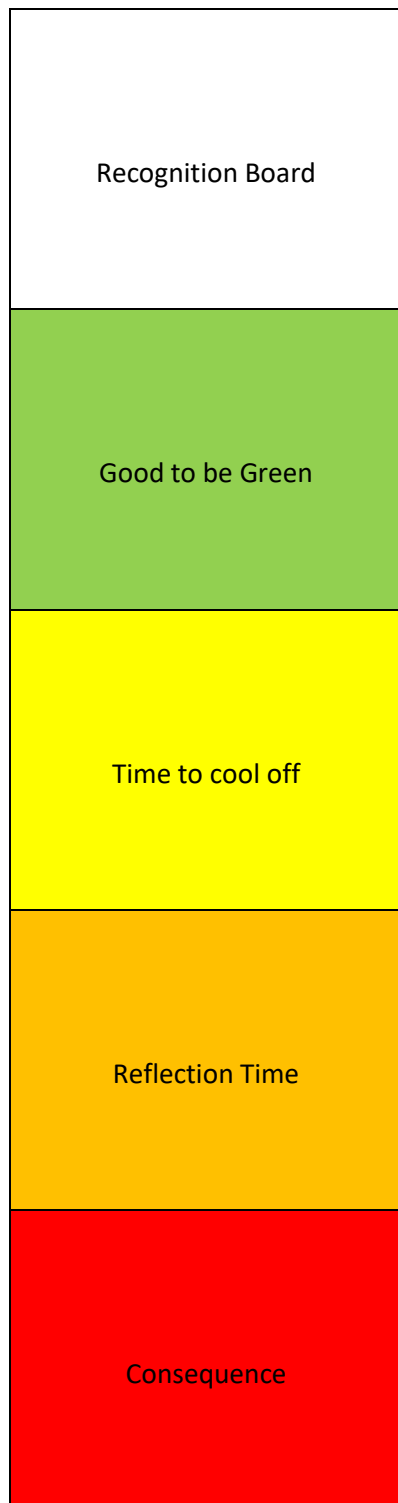 Recognition Board
Good to be Green
Time to cool off
Reflection Time
Consequence